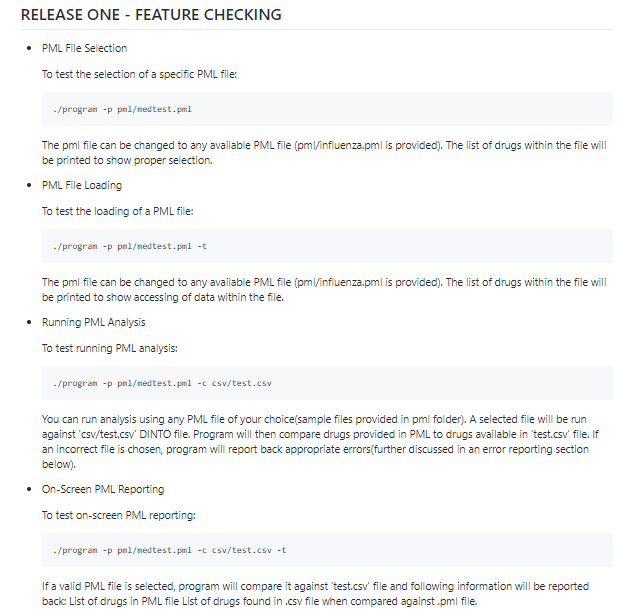 RELEASE ONE - FEATURE CHECKING
• PML File Selection
To test the selection of a specific PML file:
./program -p pml/medtest.pml
The pml file can be changed to any available PML file (pml/influenza.pml is provided). The list of drugs within the file will
be printed to show proper selection.
• PML File Loading
To test the loading of a PML file:
./program -p pml/medtest.pml -t
The pml file can be changed to any available PML file (pml/influenza.pml is provided). The list of drugs within the file will
be printed to show accessing of data within the file.
• Running PML Analysis
To test running PML analysis:
./program -p pml/medtest.pml -c csv/test.csv
You can run analysis using any PML file of your choice(sample files provided in pml folder). A selected file will be run
against 'csv/test.csv' DINTO file. Program will then compare drugs provided in PML to drugs available in 'test.csv' file. If
an incorrect file is chosen, program will report back appropriate errors(further discussed in an error reporting section
below).
• On-Screen PML Reporting
To test on-screen PML reporting:
./program -p pml/medtest.pml -c csv/test.csv -t
If a valid PML file is selected, program will compare it against 'test.csv' file and following information will be reported
back: List of drugs in PML file List of drugs found in .csv file when compared against .pml file.